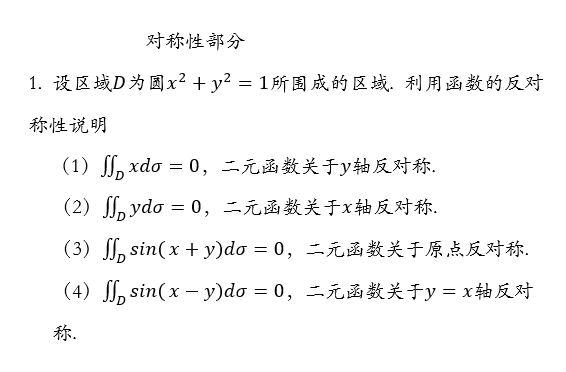 对称性部分
1. 设区域D为圆x² + y² = 1所围成的区域. 利用函数的反对
称性说明
（1）∬_D xdσ = 0，二元函数关于y轴反对称.
（2）∬_D ydσ = 0，二元函数关于x轴反对称.
（3）∬_D sin(x + y)dσ = 0，二元函数关于原点反对称.
（4）∬_D sin(x − y)dσ = 0，二元函数关于y = x轴反对
称.